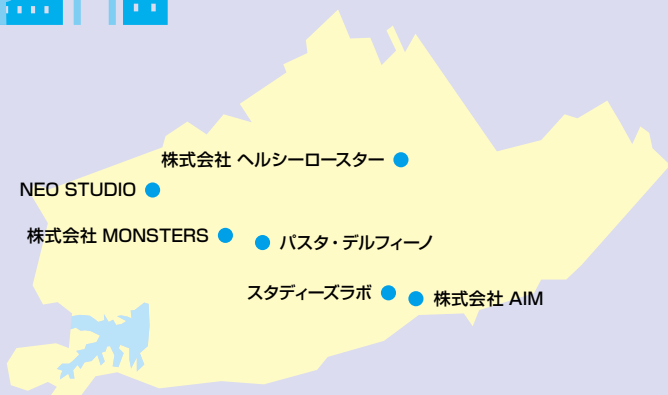 株式会社 ヘルシーロースター
NEO STUDIO
株式会社 MONSTERS
パスタ・デルフィーノ
スタディーズラボ
株式会社 AIM